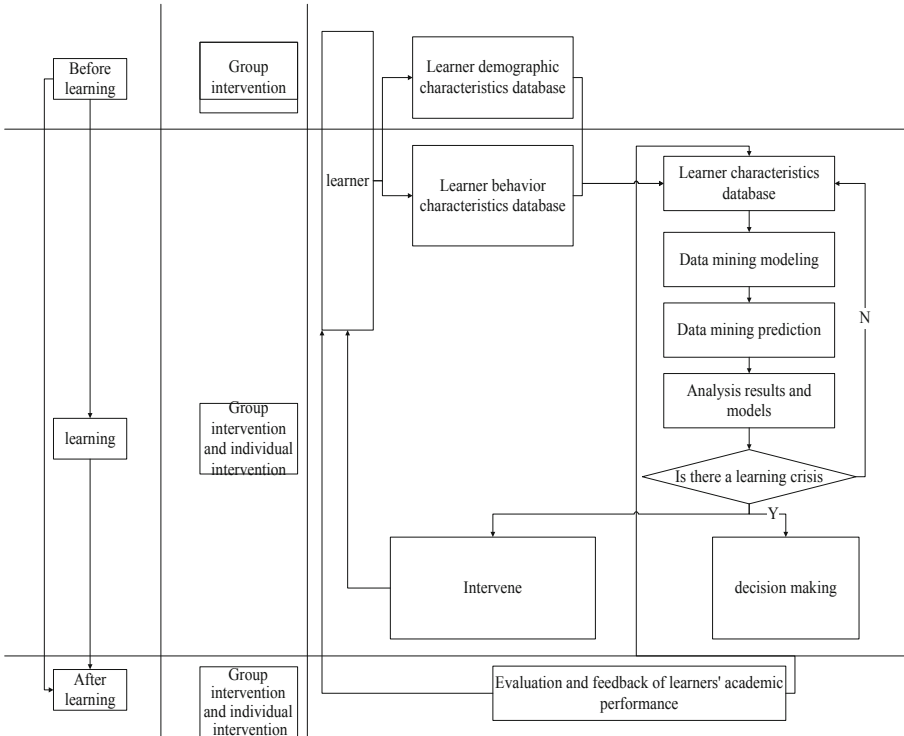 Before
learning
Group
intervention
Learner demographic
characteristics database
learner
Learner behavior
characteristics database
Learner characteristics
database
Data mining modeling
Data mining prediction
N
Analysis results and
models
Group
intervention
and individual
intervention
learning
Is there a learning crisis
Y
Intervene
decision making
After
learning
Group
intervention
and individual
intervention
Evaluation and feedback of learners' academic
performance